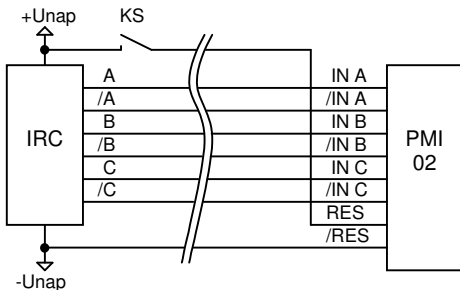 +Unap KS
A IN A
/A /IN A
B IN B
IRC /B /IN B PMI
C IN C 02
/C /IN C
RES
/RES
-Unap